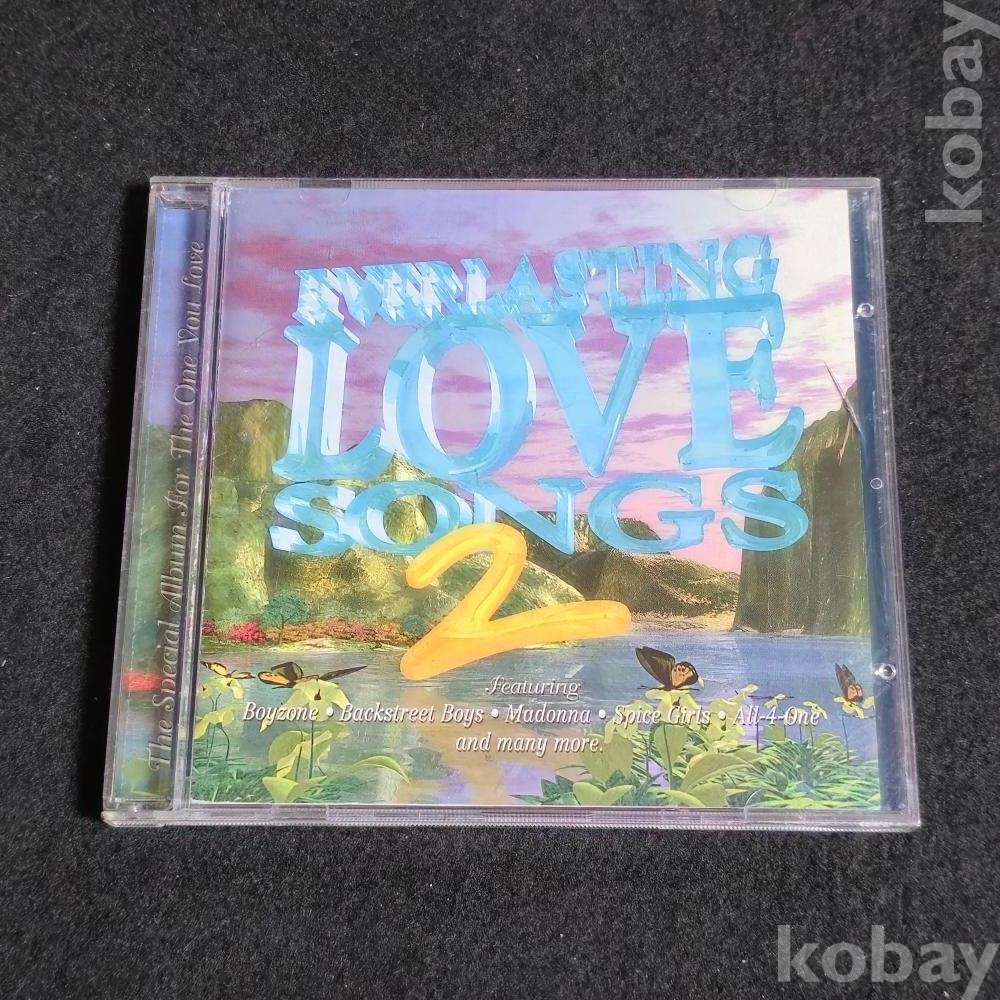 kobay
The Special Album For The One You Love
EVERLASTING
LOVE
SONGS
2
Featuring
Boyzone • Backstreet Boys • Madonna • Spice Girls • All-4-One
and many more.
kobay